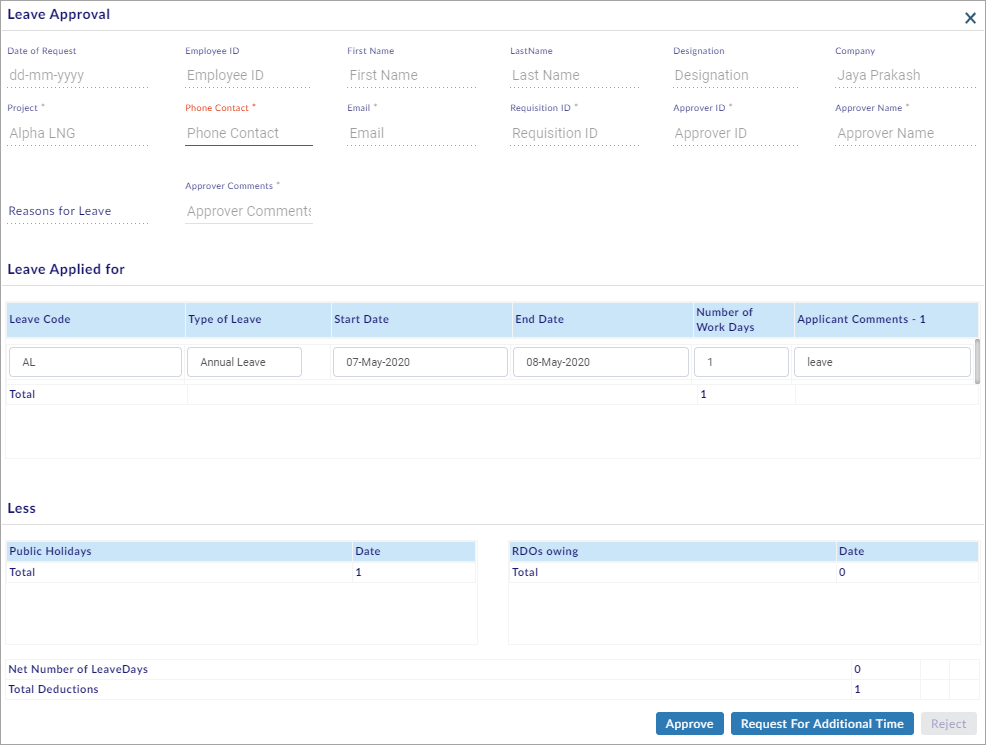 Leave Approval
Date of Request Employee ID First Name LastName Designation Company
dd-mm-yyyy Employee ID First Name Last Name Designation Jaya Prakash
Project * Phone Contact * Email * Requisition ID * Approver ID * Approver Name *
Alpha LNG Phone Contact Email Requisition ID Approver ID Approver Name
Approver Comments *
Reasons for Leave Approver Comments
Leave Applied for
Leave Code Type of Leave Start Date End Date Number of Work Days Applicant Comments - 1
AL Annual Leave 07-May-2020 08-May-2020 1 leave
Total 1
Less
Public Holidays Date RDOs owing Date
Total 1 Total 0
Net Number of LeaveDays 0
Total Deductions 1
Approve Request For Additional Time Reject